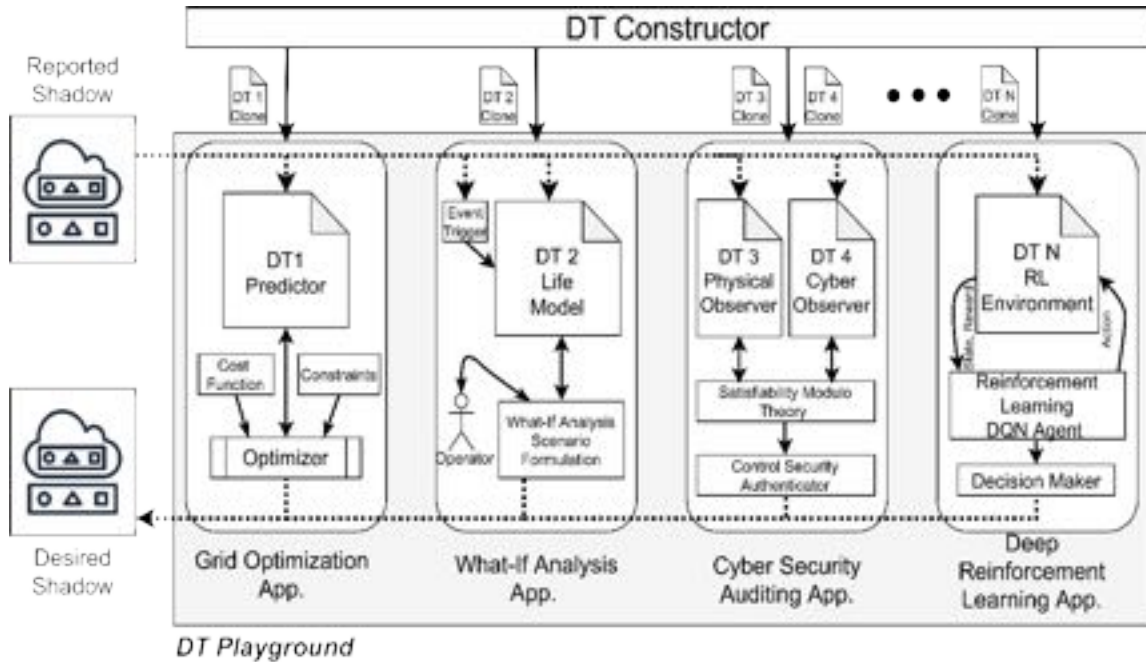 DT Constructor
Reported
Shadow
DT 1
Clone
DT 2
Clone
DT 3
Clone
DT 4
Clone
DT N
Clone
DT1
Predictor
Cost
Function
Constraints
Optimizer
Grid Optimization
App.
Event
Trigger
DT 2
Life
Model
Operator
What-If Analysis
Scenario
Formulation
What-If Analysis
App.
DT 3
Physical
Observer
DT 4
Cyber
Observer
Satisfiability Modulo
Theory
Control Security
Authenticator
Cyber Security
Auditing App.
DT N
RL
Environment
State, Reward
Action
Reinforcement
Learning
DQN Agent
Decision Maker
Deep
Reinforcement
Learning App.
Desired
Shadow
DT Playground